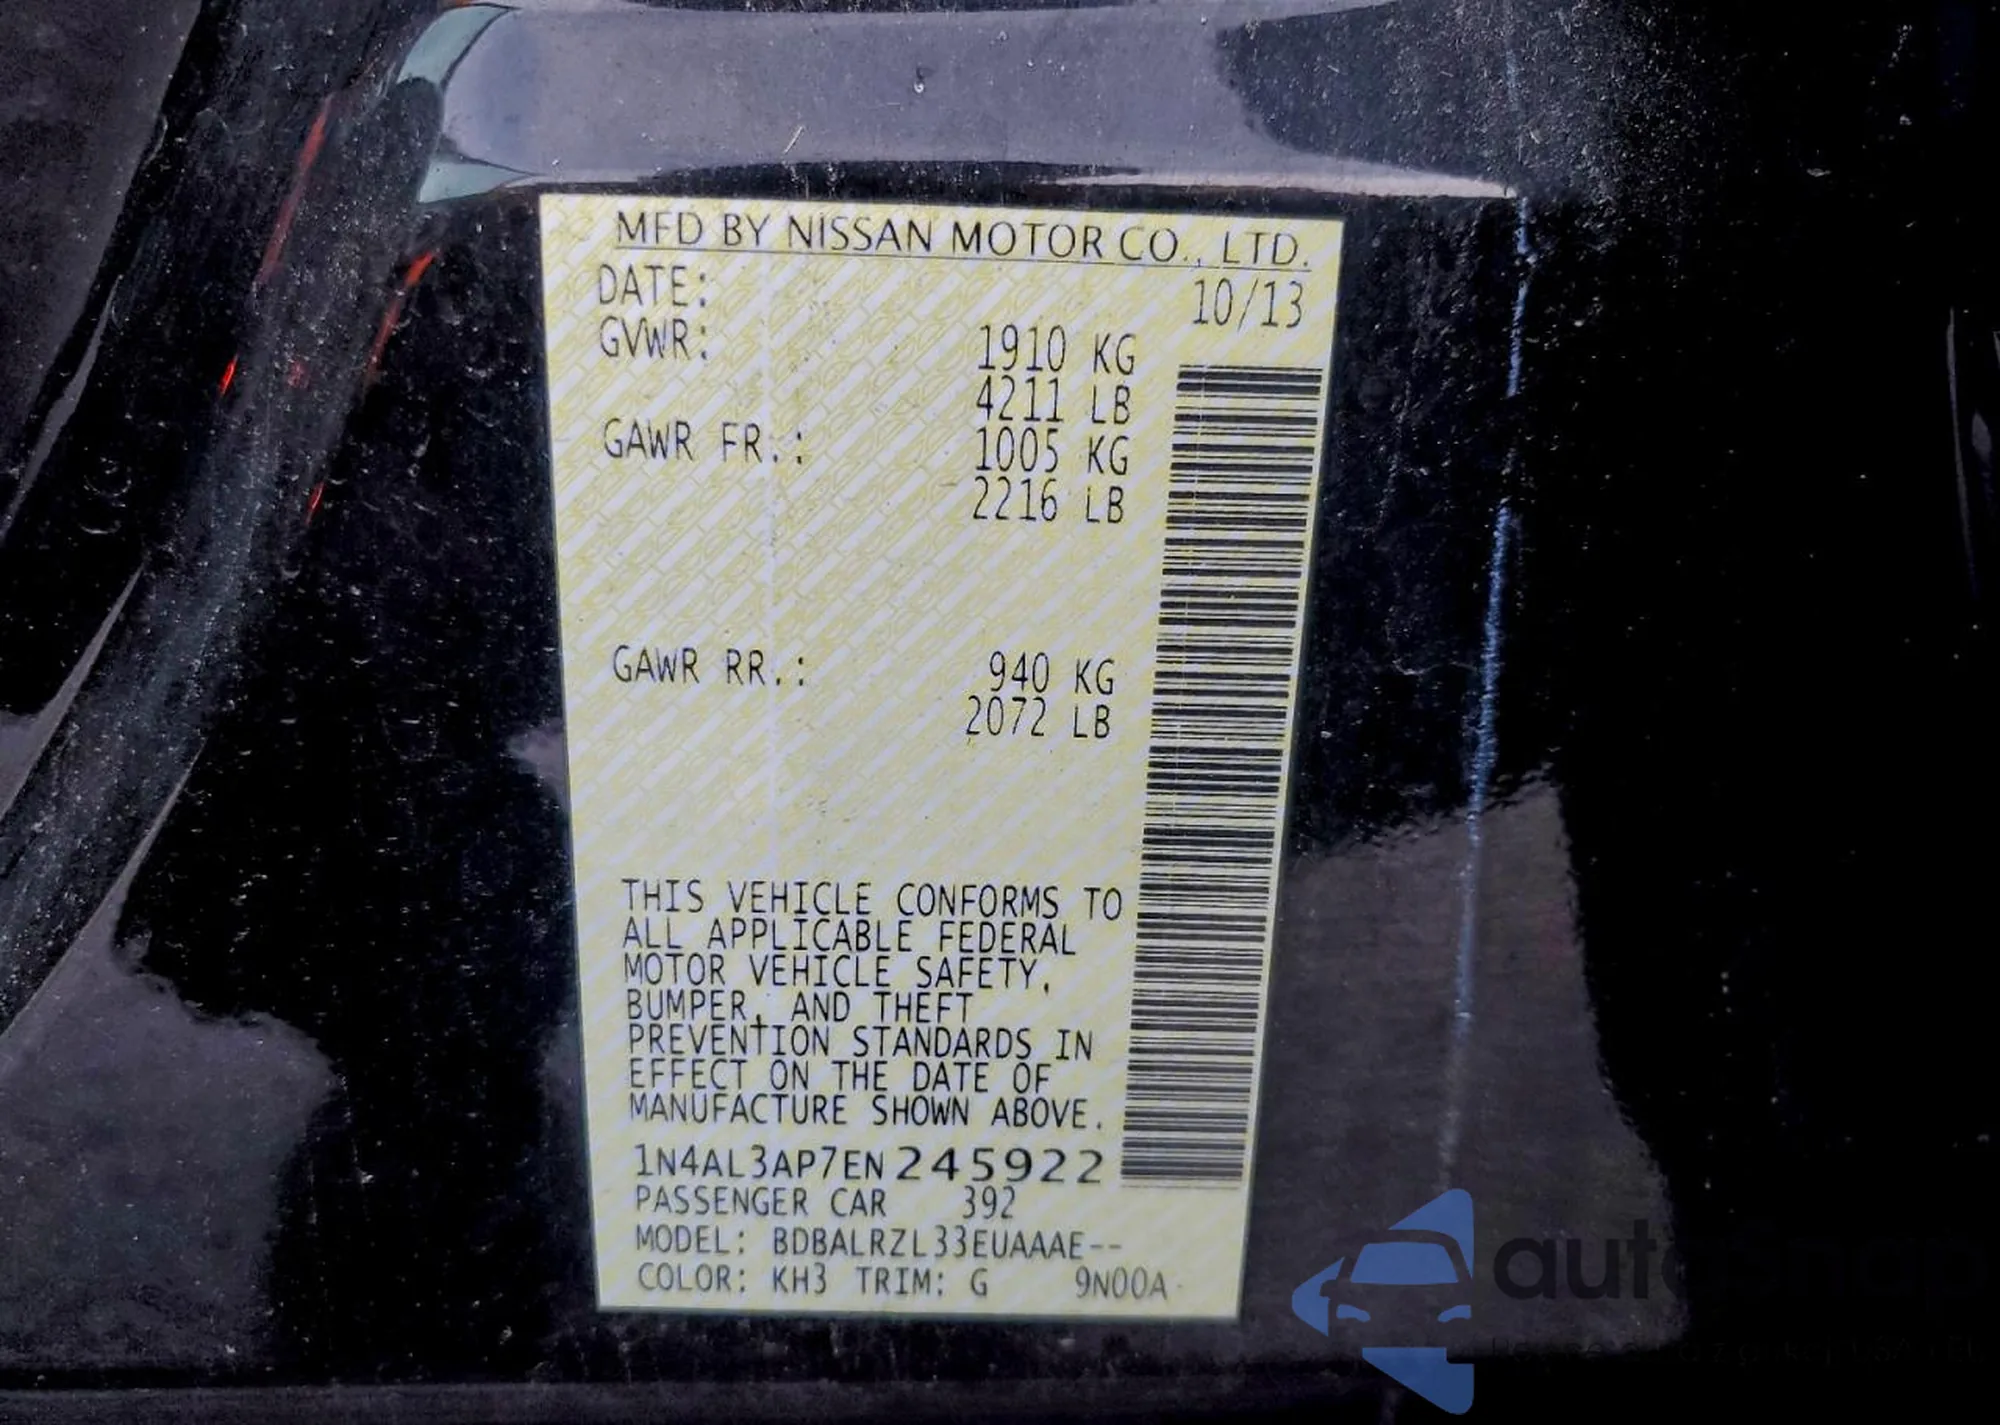 MFD BY NISSAN MOTOR CO., LTD.
DATE: 10/13
GVWR: 1910 KG
4211 LB
GAWR FR.: 1005 KG
2216 LB
GAWR RR.: 940 KG
2072 LB
THIS VEHICLE CONFORMS TO
ALL APPLICABLE FEDERAL
MOTOR VEHICLE SAFETY,
BUMPER, AND THEFT
PREVENTION STANDARDS IN
EFFECT ON THE DATE OF
MANUFACTURE SHOWN ABOVE.
1N4AL3AP7EN245922
PASSENGER CAR 392
MODEL: BDBALRZL33EUAAAE--
COLOR: KH3 TRIM: G 9N00A